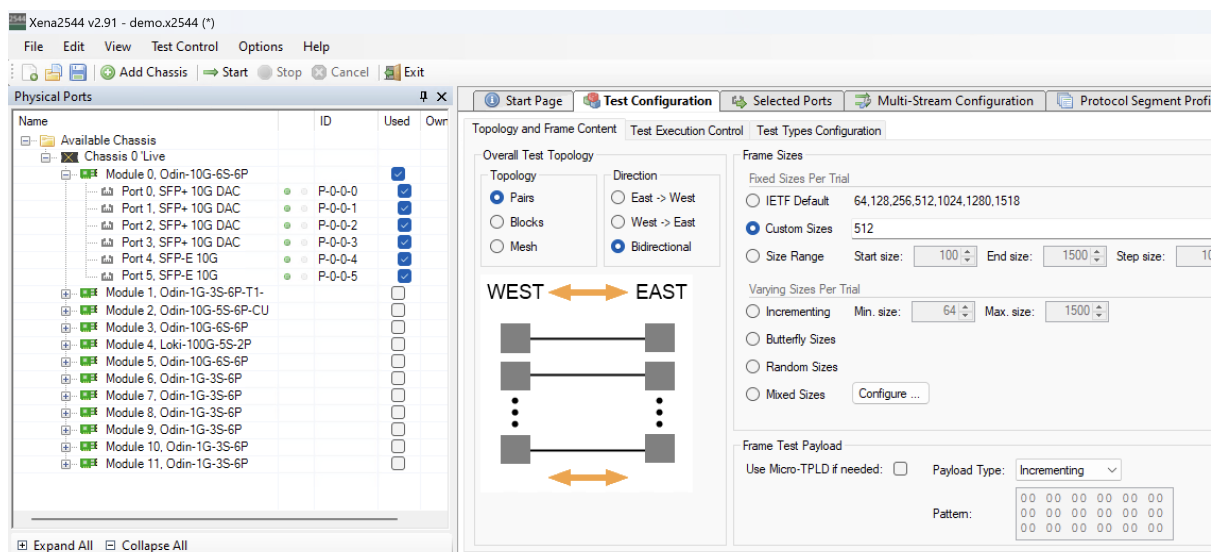 Xena2544 v2.91 - demo.x2544 (*)
File Edit View Test Control Options Help
Add Chassis Start Stop Cancel Exit
Physical Ports
Name ID Used Own
Available Chassis
Chassis 0 'Live
Module 0, Odin-10G-6S-6P
Port 0, SFP+ 10G DAC P-0-0-0
Port 1, SFP+ 10G DAC P-0-0-1
Port 2, SFP+ 10G DAC P-0-0-2
Port 3, SFP+ 10G DAC P-0-0-3
Port 4, SFP-E 10G P-0-0-4
Port 5, SFP-E 10G P-0-0-5
Module 1, Odin-1G-3S-6P-T1-
Module 2, Odin-10G-5S-6P-CU
Module 3, Odin-10G-6S-6P
Module 4, Loki-100G-5S-2P
Module 5, Odin-10G-6S-6P
Module 6, Odin-1G-3S-6P
Module 7, Odin-1G-3S-6P
Module 8, Odin-1G-3S-6P
Module 9, Odin-1G-3S-6P
Module 10, Odin-1G-3S-6P
Module 11, Odin-1G-3S-6P
Expand All Collapse All
Start Page Test Configuration Selected Ports Multi-Stream Configuration Protocol Segment Profi
Topology and Frame Content Test Execution Control Test Types Configuration
Overall Test Topology
Topology Direction
Pairs East -> West
Blocks West -> East
Mesh Bidirectional
WEST EAST
Frame Sizes
Fixed Sizes Per Trial
IETF Default 64,128,256,512,1024,1280,1518
Custom Sizes 512
Size Range Start size: 100 End size: 1500 Step size: 10
Varying Sizes Per Trial
Incrementing Min. size: 64 Max. size: 1500
Butterfly Sizes
Random Sizes
Mixed Sizes Configure ...
Frame Test Payload
Use Micro-TPLD if needed: Payload Type: Incrementing
Pattern: 00 00 00 00 00 00
00 00 00 00 00 00
00 00 00 00 00 00